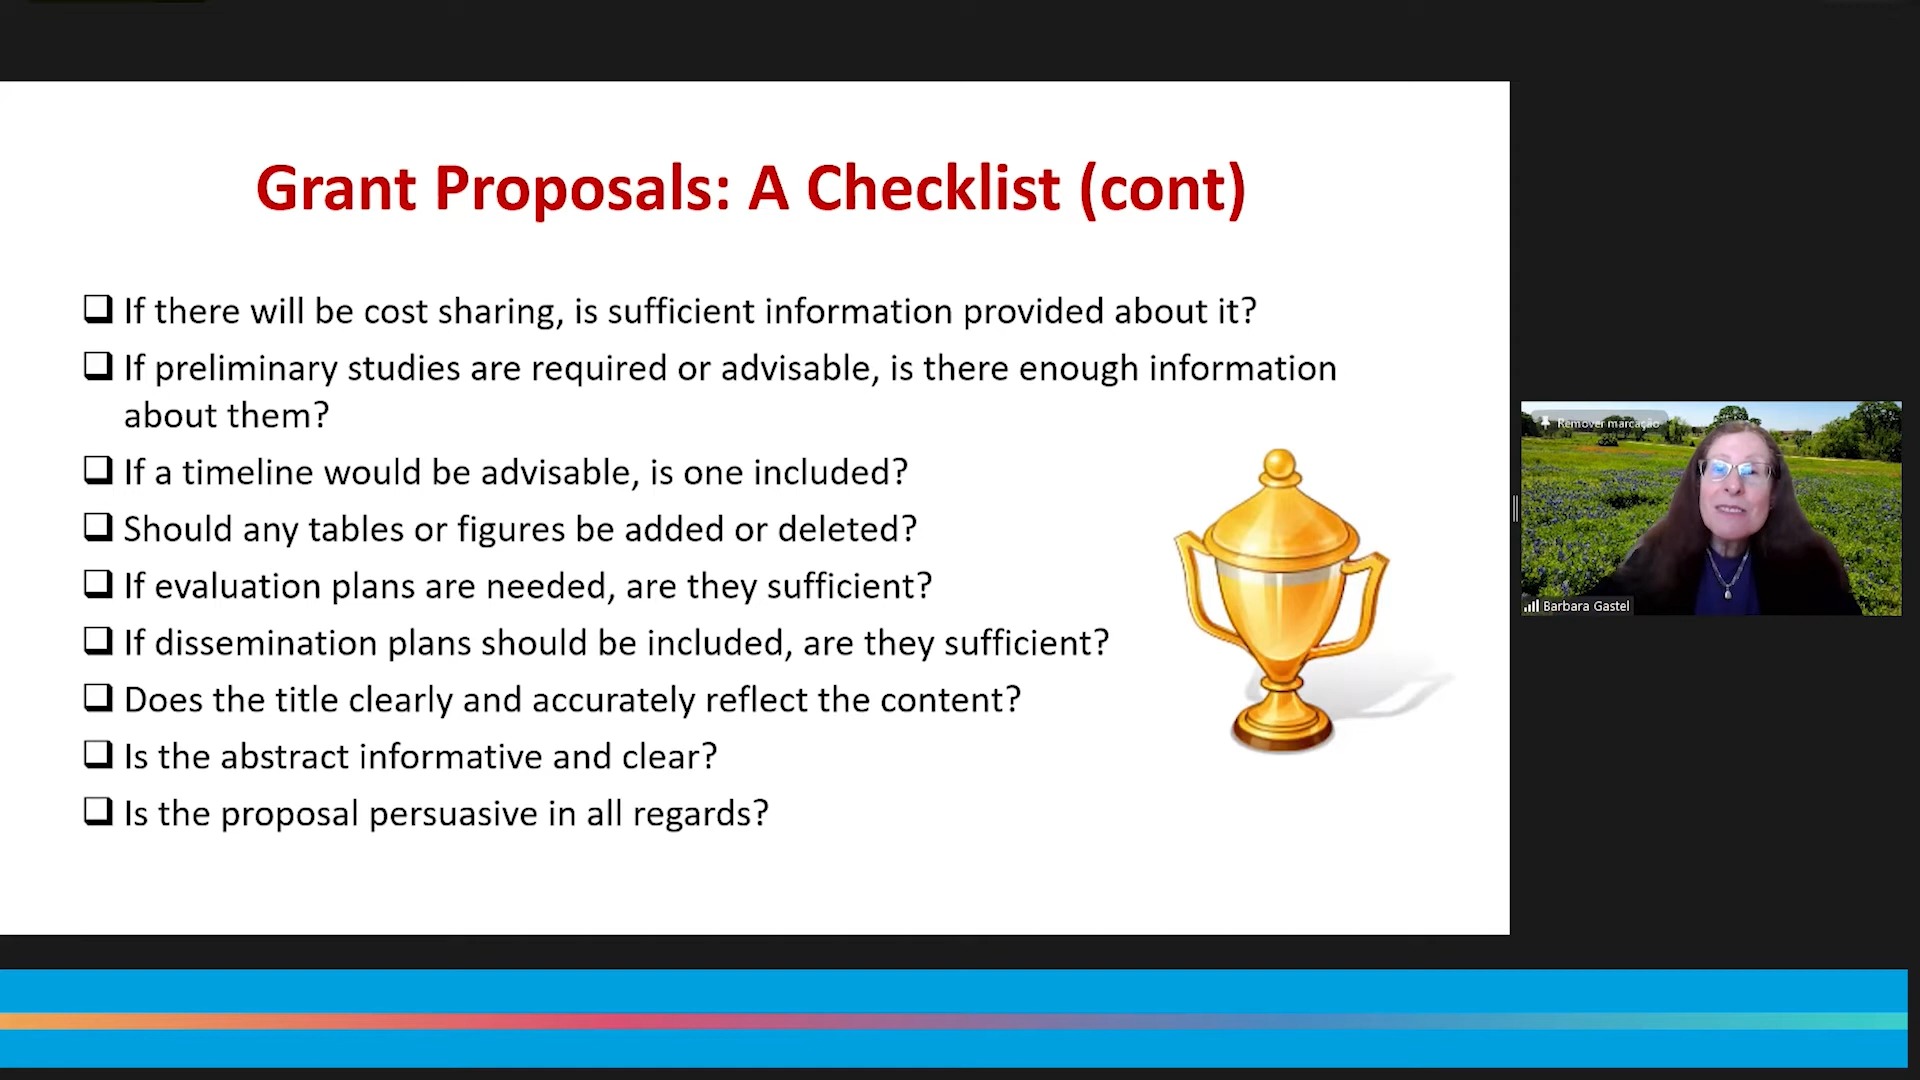 Grant Proposals: A Checklist (cont)
If there will be cost sharing, is sufficient information provided about it?
If preliminary studies are required or advisable, is there enough information
about them?
If a timeline would be advisable, is one included?
Should any tables or figures be added or deleted?
If evaluation plans are needed, are they sufficient?
If dissemination plans should be included, are they sufficient?
Does the title clearly and accurately reflect the content?
Is the abstract informative and clear?
Is the proposal persuasive in all regards?
Remover marcação
Barbara Gastel